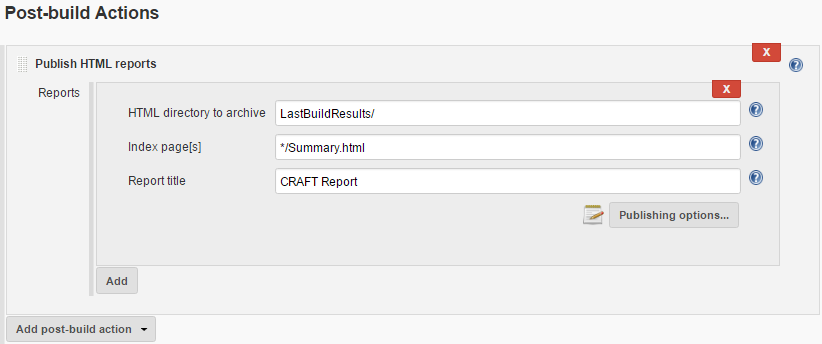 Post-build Actions
X
Publish HTML reports
Reports
X
HTML directory to archive LastBuildResults/
Index page[s] */Summary.html
Report title CRAFT Report
Publishing options...
Add
Add post-build action